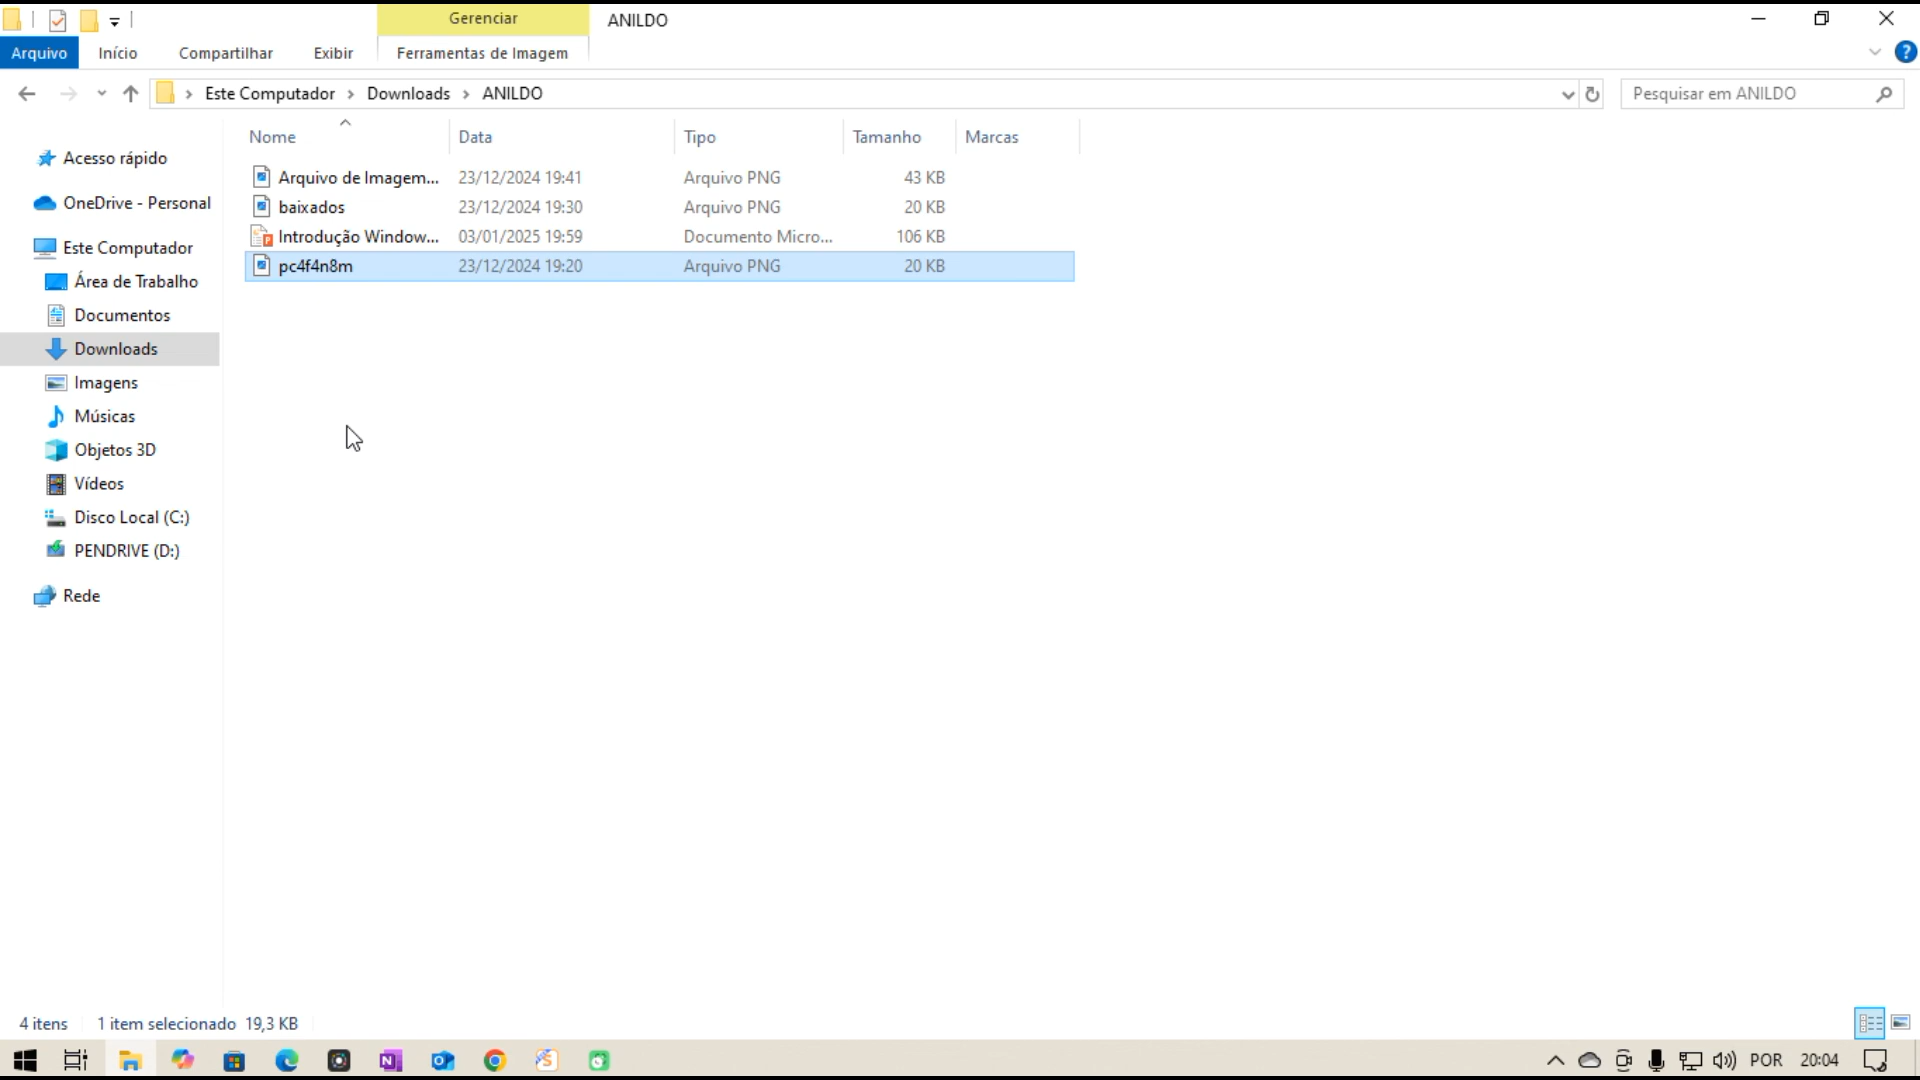 Gerenciar
ANILDO
Arquivo
Início
Compartilhar
Exibir
Ferramentas de Imagem
Este Computador
Downloads
ANILDO
Pesquisar em ANILDO
Nome
Data
Tipo
Tamanho
Marcas
Acesso rápido
OneDrive - Personal
Este Computador
Área de Trabalho
Documentos
Downloads
Imagens
Músicas
Objetos 3D
Vídeos
Disco Local (C:)
PENDRIVE (D:)
Rede
Arquivo de Imagem... 23/12/2024 19:41 Arquivo PNG 43 KB
baixados 23/12/2024 19:30 Arquivo PNG 20 KB
Introdução Window... 03/01/2025 19:59 Documento Micro... 106 KB
pc4f4n8m 23/12/2024 19:20 Arquivo PNG 20 KB
4 itens 1 item selecionado 19,3 KB
POR 20:04